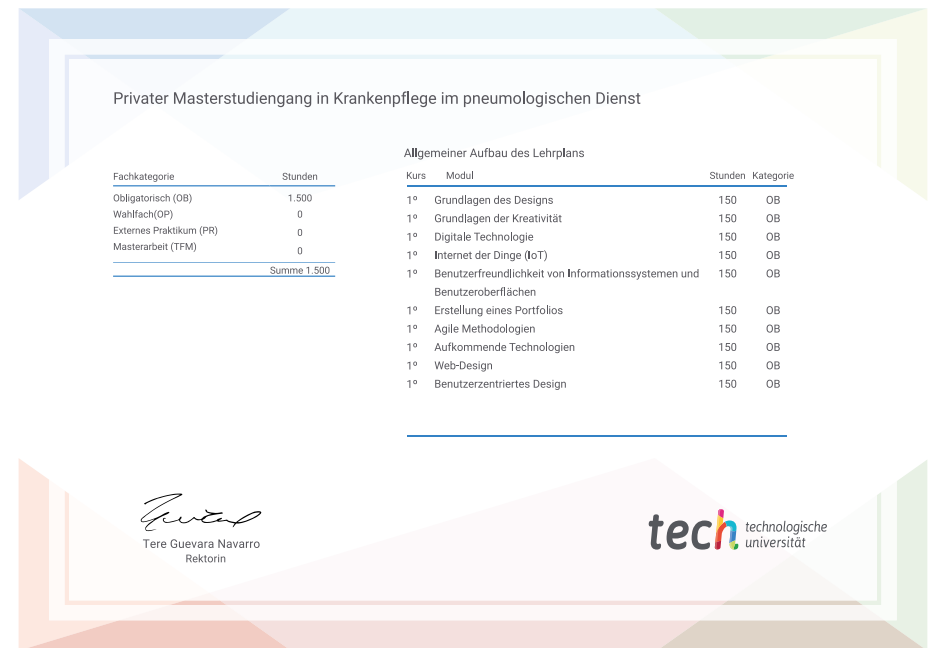 Privater Masterstudiengang in Krankenpflege im pneumologischen Dienst
Fachkategorie Stunden
Obligatorisch (OB) 1.500
Wahlfach(OP) 0
Externes Praktikum (PR) 0
Masterarbeit (TFM) 0
Summe 1.500
Allgemeiner Aufbau des Lehrplans
Kurs Modul Stunden Kategorie
1º Grundlagen des Designs 150 OB
1º Grundlagen der Kreativität 150 OB
1º Digitale Technologie 150 OB
1º Internet der Dinge (IoT) 150 OB
1º Benutzerfreundlichkeit von Informationssystemen und 150 OB
Benutzeroberflächen
1º Erstellung eines Portfolios 150 OB
1º Agile Methodologien 150 OB
1º Aufkommende Technologien 150 OB
1º Web-Design 150 OB
1º Benutzerzentriertes Design 150 OB
Tere Guevara Navarro
Rektorin
tech technologische
universität